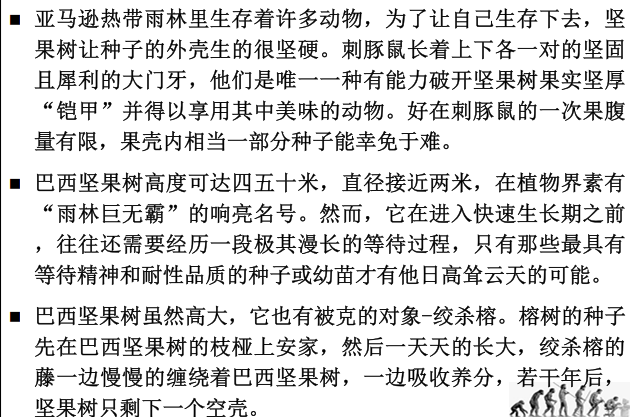 ■ 亚马逊热带雨林里生存着许多动物，为了让自己生存下去，坚
果树让种子的外壳生的很坚硬。刺豚鼠长着上下各一对的坚固
且犀利的大门牙，他们是唯一一种有能力破开坚果树果实坚厚
“铠甲”并得以享用其中美味的动物。好在刺豚鼠的一次果腹
量有限，果壳内相当一部分种子能幸免于难。
■ 巴西坚果树高度可达四五十米，直径接近两米，在植物界素有
“雨林巨无霸”的响亮名号。然而，它在进入快速生长期之前
，往往还需要经历一段极其漫长的等待过程，只有那些最具有
等待精神和耐性品质的种子或幼苗才有他日高耸云天的可能。
■ 巴西坚果树虽然高大，它也有被克的对象-绞杀榕。榕树的种子
先在巴西坚果树的枝桠上安家，然后一天天的长大，绞杀榕的
藤一边慢慢的缠绕着巴西坚果树，一边吸收养分，若干年后，
坚果树只剩下一个空壳。